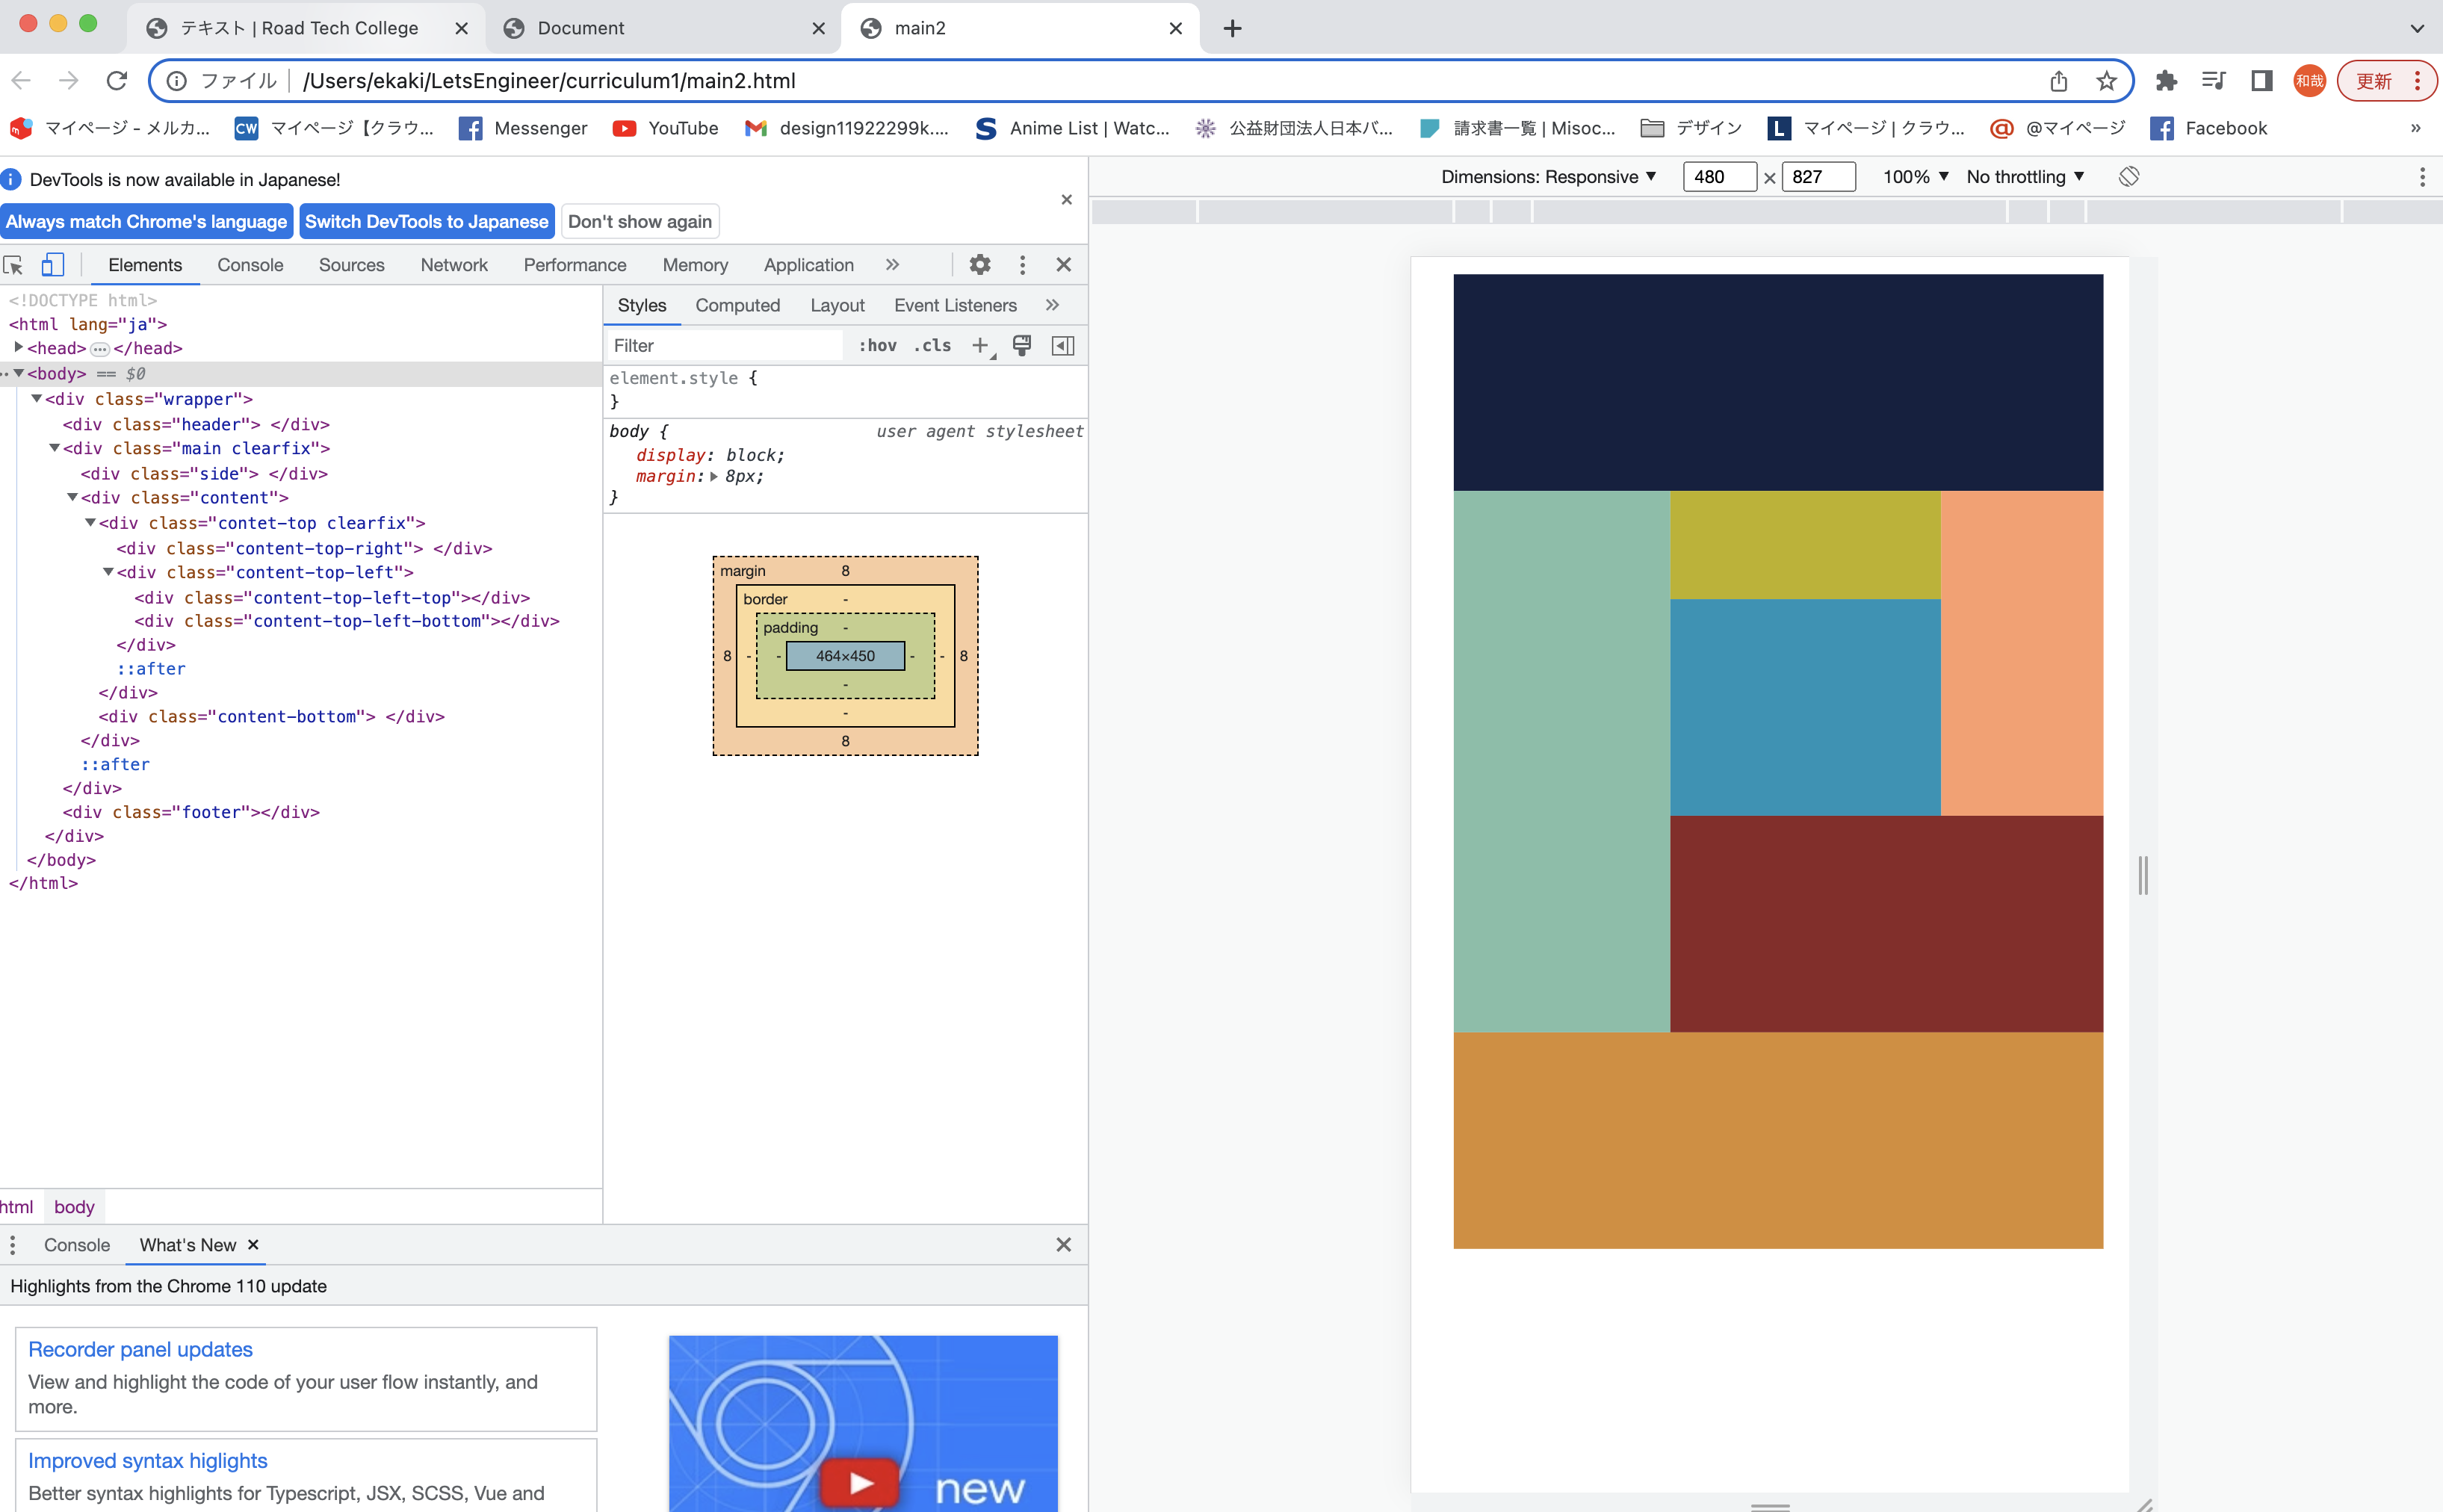 テキスト | Road Tech College
Document
main2
ファイル
/Users/ekaki/LetsEngineer/curriculum1/main2.html
和哉
更新
マイページ - メルカ...
CW
マイページ【クラウ...
Messenger
YouTube
design11922299k....
S
Anime List | Watc...
公益財団法人日本バ...
請求書一覧 | Misoc...
デザイン
L
マイページ | クラウ...
@マイページ
Facebook
»
DevTools is now available in Japanese!
Always match Chrome's language
Switch DevTools to Japanese
Don't show again
Dimensions: Responsive
480 × 827
100%
No throttling
Elements
Console
Sources
Network
Performance
Memory
Application
»
<!DOCTYPE html>
<html lang="ja">
<head>…</head>
<body> == $0
<div class="wrapper">
<div class="header"> </div>
<div class="main clearfix">
<div class="side"> </div>
<div class="content">
<div class="contet-top clearfix">
<div class="content-top-right"> </div>
<div class="content-top-left">
<div class="content-top-left-top"></div>
<div class="content-top-left-bottom"></div>
</div>
::after
</div>
<div class="content-bottom"> </div>
</div>
::after
</div>
<div class="footer"></div>
</div>
</body>
</html>
html
body
Styles
Computed
Layout
Event Listeners
»
Filter
:hov
.cls
element.style {
}
body {
user agent stylesheet
display: block;
margin: 8px;
}
margin
8
border
-
padding
-
8
-
-
464×450
-
-
8
-
-
8
Console
What's New
Highlights from the Chrome 110 update
Recorder panel updates
View and highlight the code of your user flow instantly, and
more.
Improved syntax higlights
Better syntax highlights for Typescript, JSX, SCSS, Vue and
new